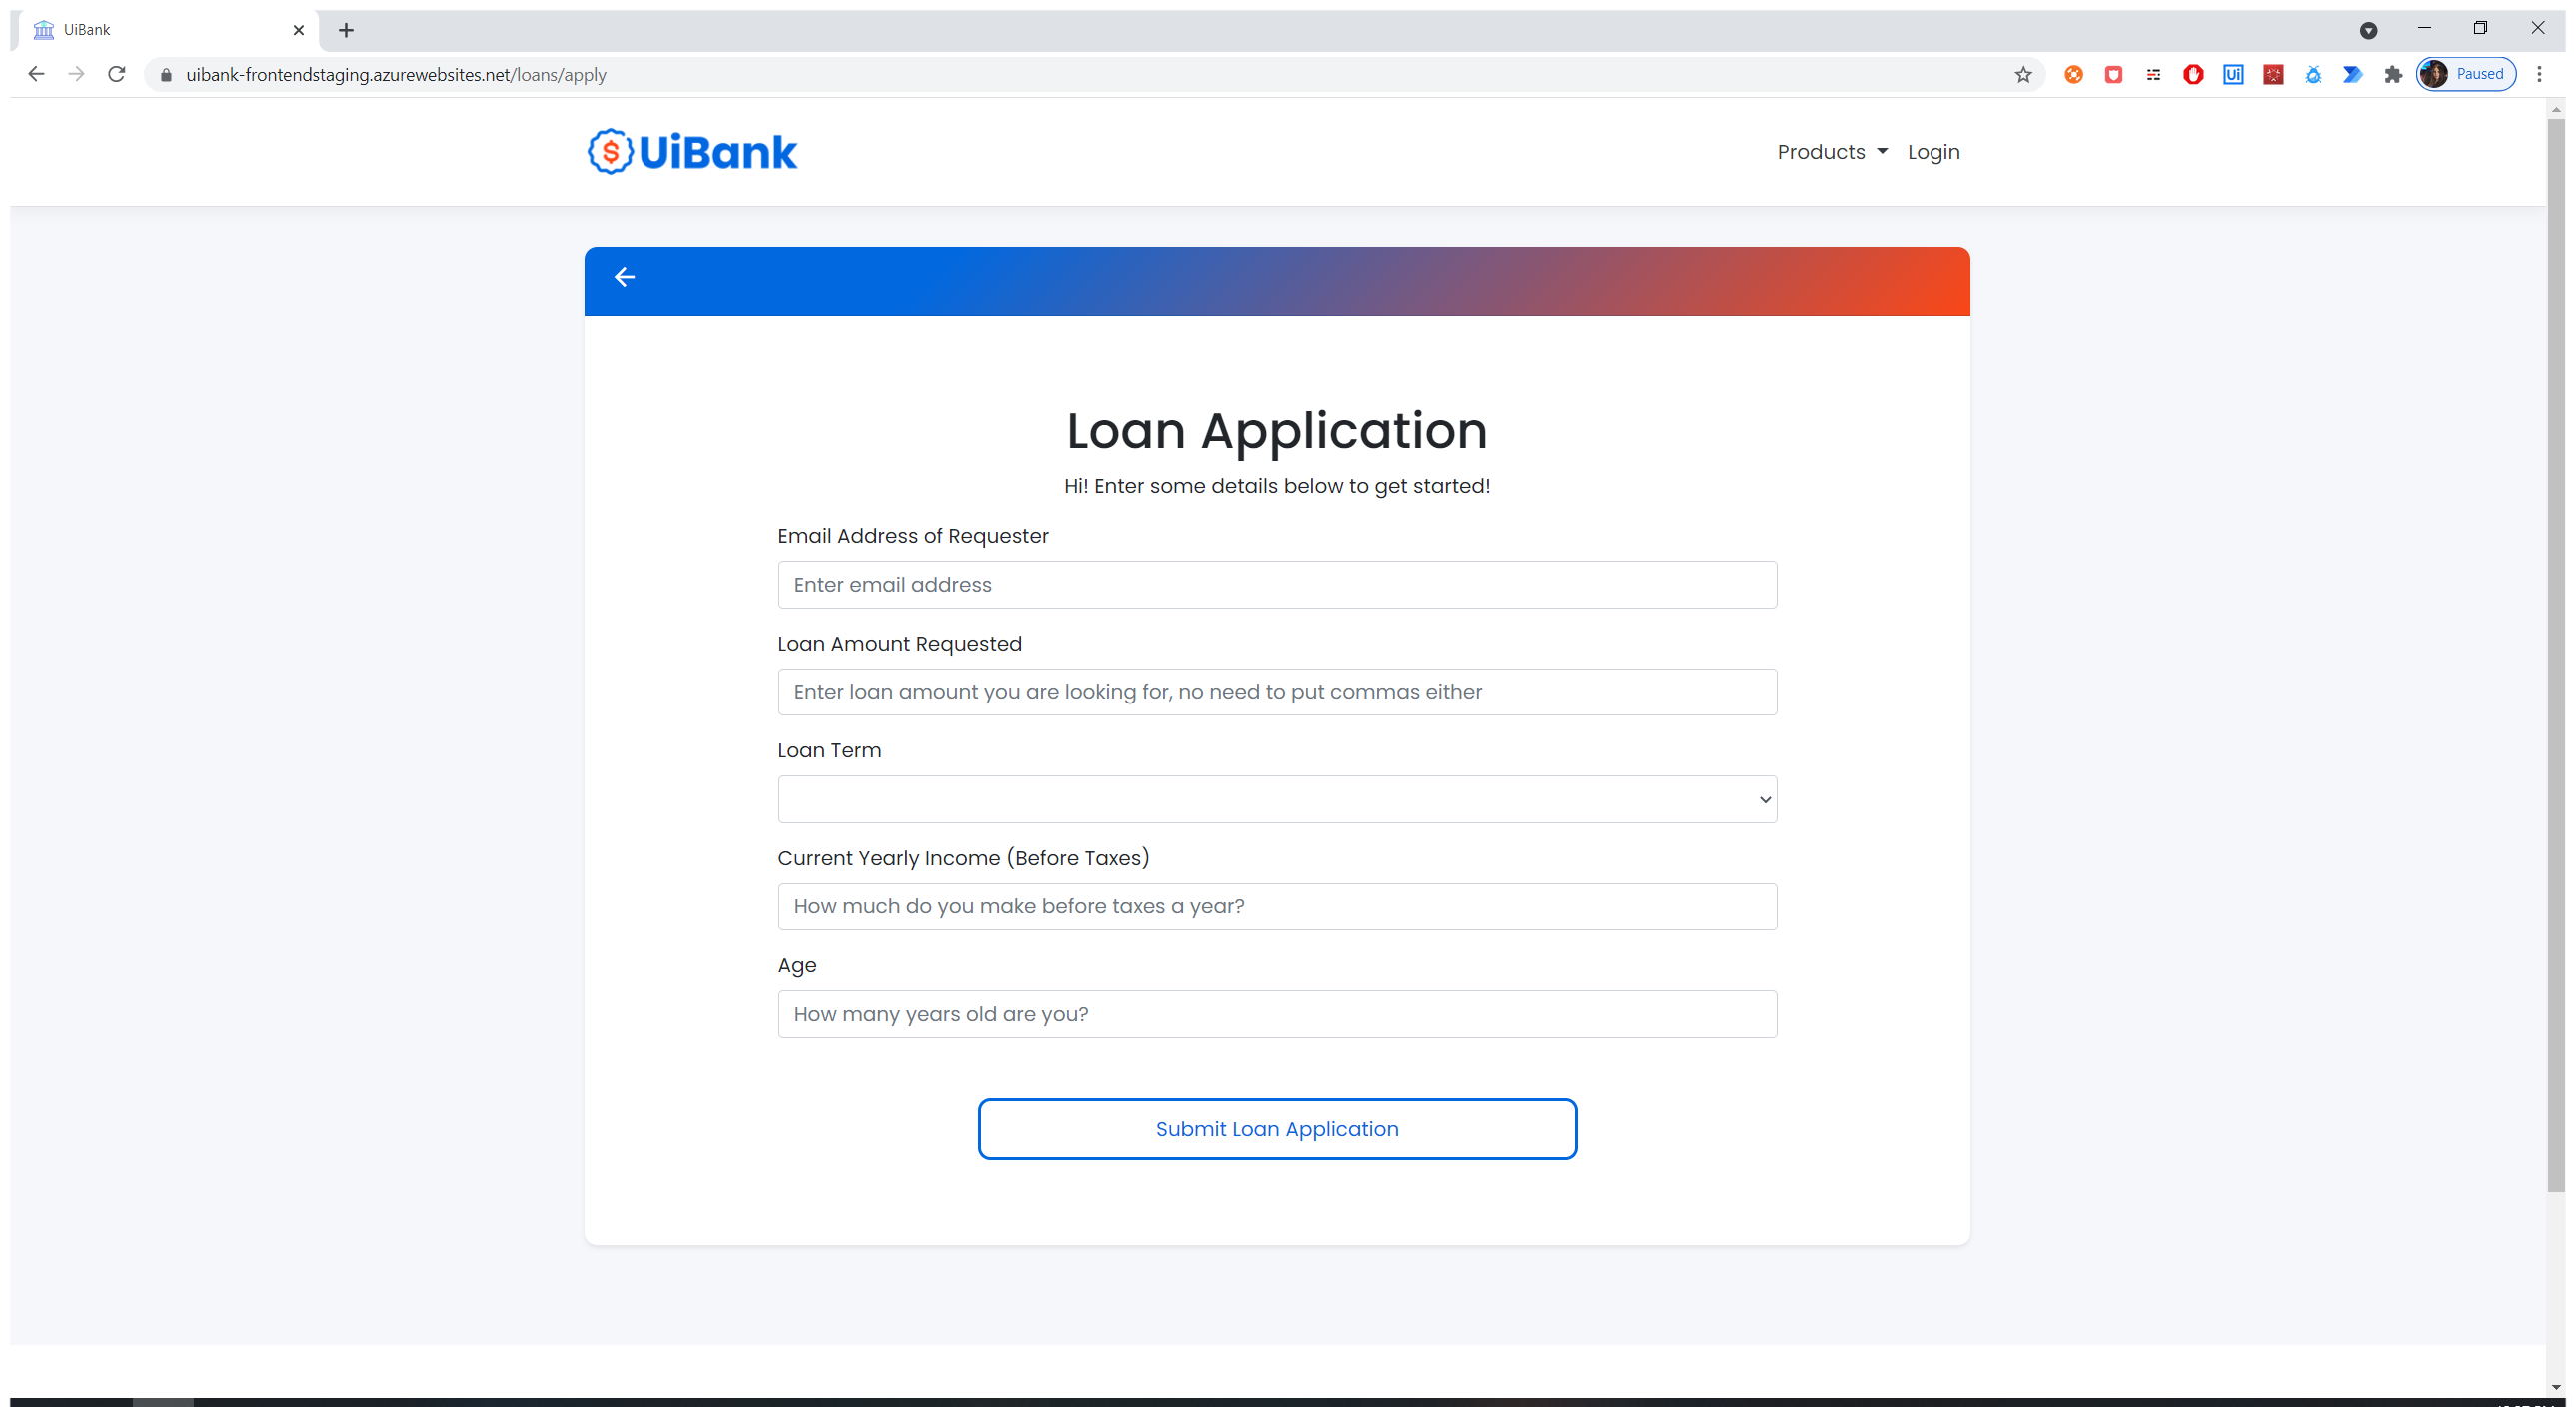 UiBank
uibank-frontendstaging.azurewebsites.net/loans/apply
Ui
Paused
$ UiBank
Products Login
Loan Application
Hi! Enter some details below to get started!
Email Address of Requester
Enter email address
Loan Amount Requested
Enter loan amount you are looking for, no need to put commas either
Loan Term
Current Yearly Income (Before Taxes)
How much do you make before taxes a year?
Age
How many years old are you?
Submit Loan Application